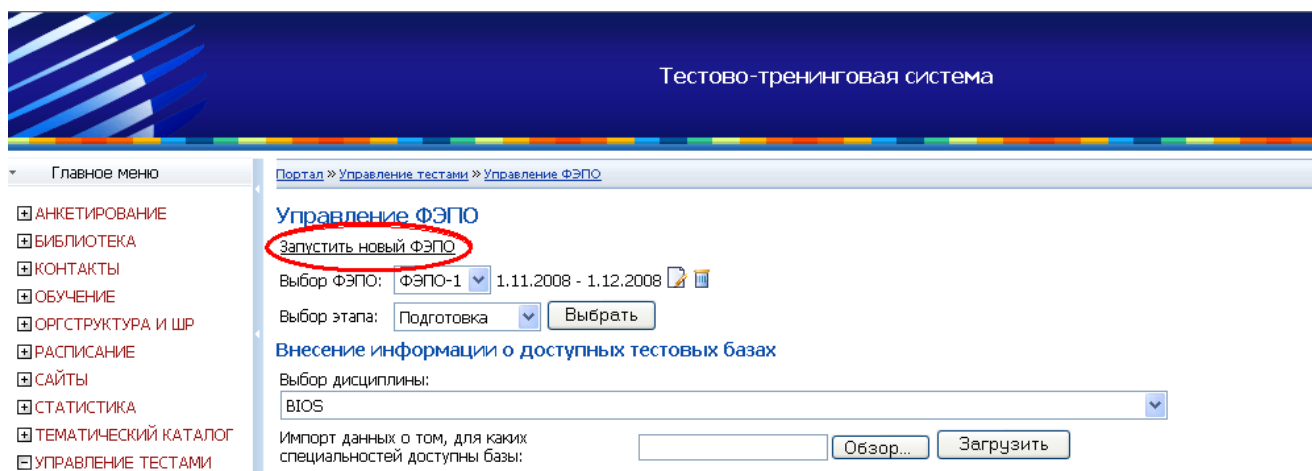 Тестово-тренинговая система
Главное меню
АНКЕТИРОВАНИЕ
БИБЛИОТЕКА
КОНТАКТЫ
ОБУЧЕНИЕ
ОРГСТРУКТУРА И ШР
РАСПИСАНИЕ
САЙТЫ
СТАТИСТИКА
ТЕМАТИЧЕСКИЙ КАТАЛОГ
УПРАВЛЕНИЕ ТЕСТАМИ
Портал » Управление тестами » Управление ФЭПО
Управление ФЭПО
Запустить новый ФЭПО
Выбор ФЭПО: ФЭПО-1 1.11.2008 - 1.12.2008
Выбор этапа: Подготовка Выбрать
Внесение информации о доступных тестовых базах
Выбор дисциплины:
BIOS
Импорт данных о том, для каких
специальностей доступны базы: Обзор... Загрузить